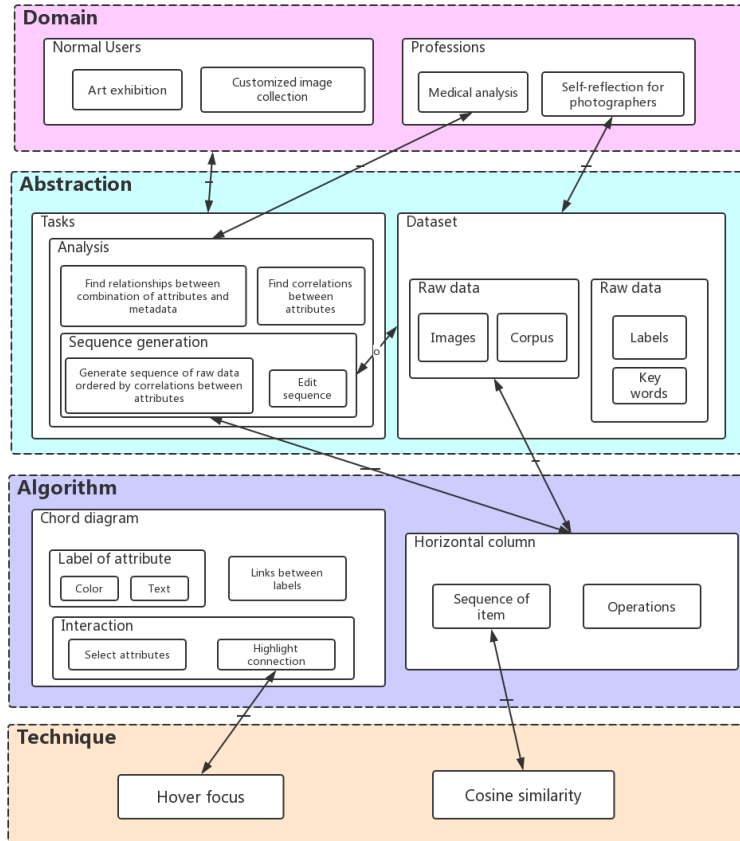 Domain
Normal Users
Art exhibition
Customized image
collection
Professions
Medical analysis
Self-reflection for
photographers
Abstraction
Tasks
Analysis
Find relationships between
combination of attributes and
metadata
Find correlations
between
attributes
Sequence generation
Generate sequence of raw data
ordered by correlations between
attributes
Edit
sequence
Dataset
Raw data
Images
Corpus
Raw data
Labels
Key
words
Algorithm
Chord diagram
Label of attribute
Color
Text
Links between
labels
Interaction
Select attributes
Highlight
connection
Horizontal column
Sequence of
item
Operations
Technique
Hover focus
Cosine similarity